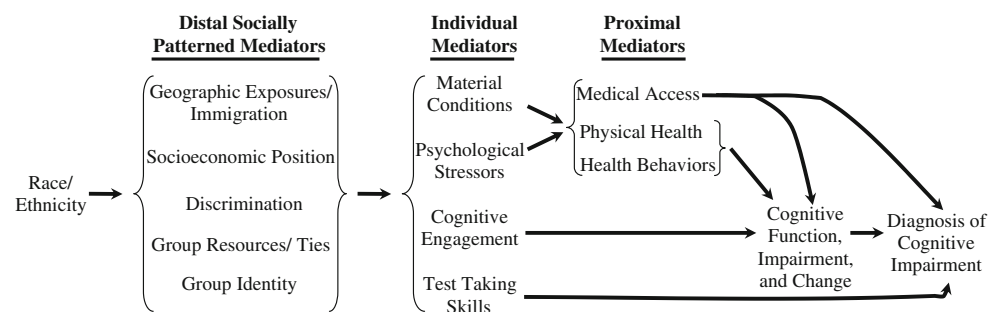 Distal Socially
Patterned Mediators
Individual
Mediators
Proximal
Mediators
Race/
Ethnicity
Geographic Exposures/
Immigration
Socioeconomic Position
Discrimination
Group Resources/ Ties
Group Identity
Material
Conditions
Psychological
Stressors
Cognitive
Engagement
Test Taking
Skills
Medical Access
Physical Health
Health Behaviors
Cognitive
Function,
Impairment,
and Change
Diagnosis of
Cognitive
Impairment